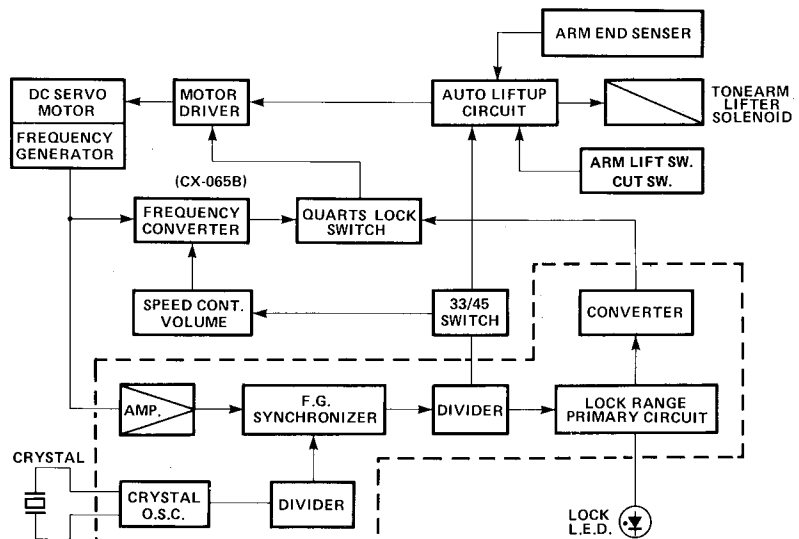 ARM END SENSER
DC SERVO
MOTOR
FREQUENCY
GENERATOR
MOTOR
DRIVER
AUTO LIFTUP
CIRCUIT
TONEARM
LIFTER
SOLENOID
ARM LIFT SW.
CUT SW.
(CX-065B)
FREQUENCY
CONVERTER
QUARTS LOCK
SWITCH
SPEED CONT.
VOLUME
33/45
SWITCH
CONVERTER
AMP.
F.G.
SYNCHRONIZER
DIVIDER
LOCK RANGE
PRIMARY CIRCUIT
CRYSTAL
CRYSTAL
O.S.C.
DIVIDER
LOCK
L.E.D.